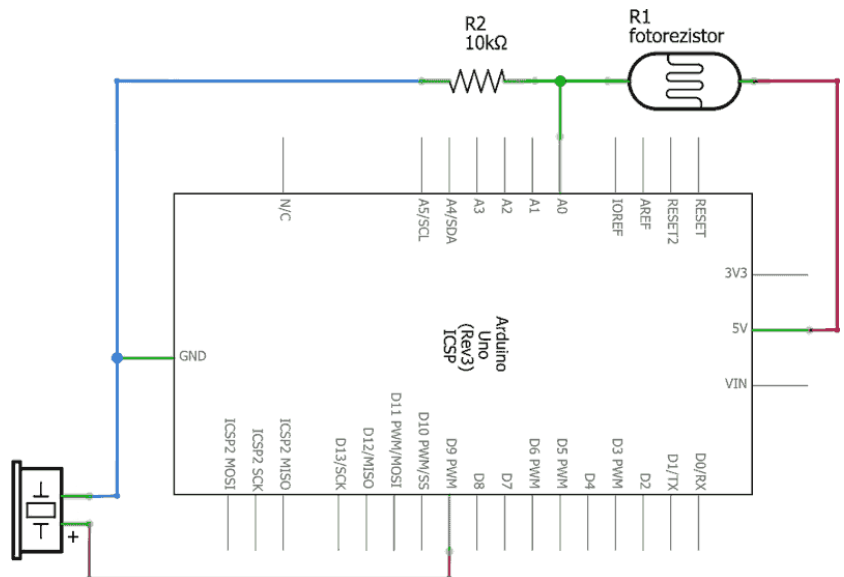 R2
10kΩ
R1
fotorezistor
N/C
A5/SCL
A4/SDA
A3
A2
A1
A0
IOREF
AREF
RESET2
RESET
3V3
5V
VIN
GND
Arduino
Uno
(Rev3)
ICSP
ICSP2 MOSI
ICSP2 SCK
ICSP2 MISO
D13/SCK
D12/MISO
D11 PWM/MOSI
D10 PWM/SS
D9 PWM
D8
D7
D6 PWM
D5 PWM
D4
D3 PWM
D2
D1/TX
D0/RX
+